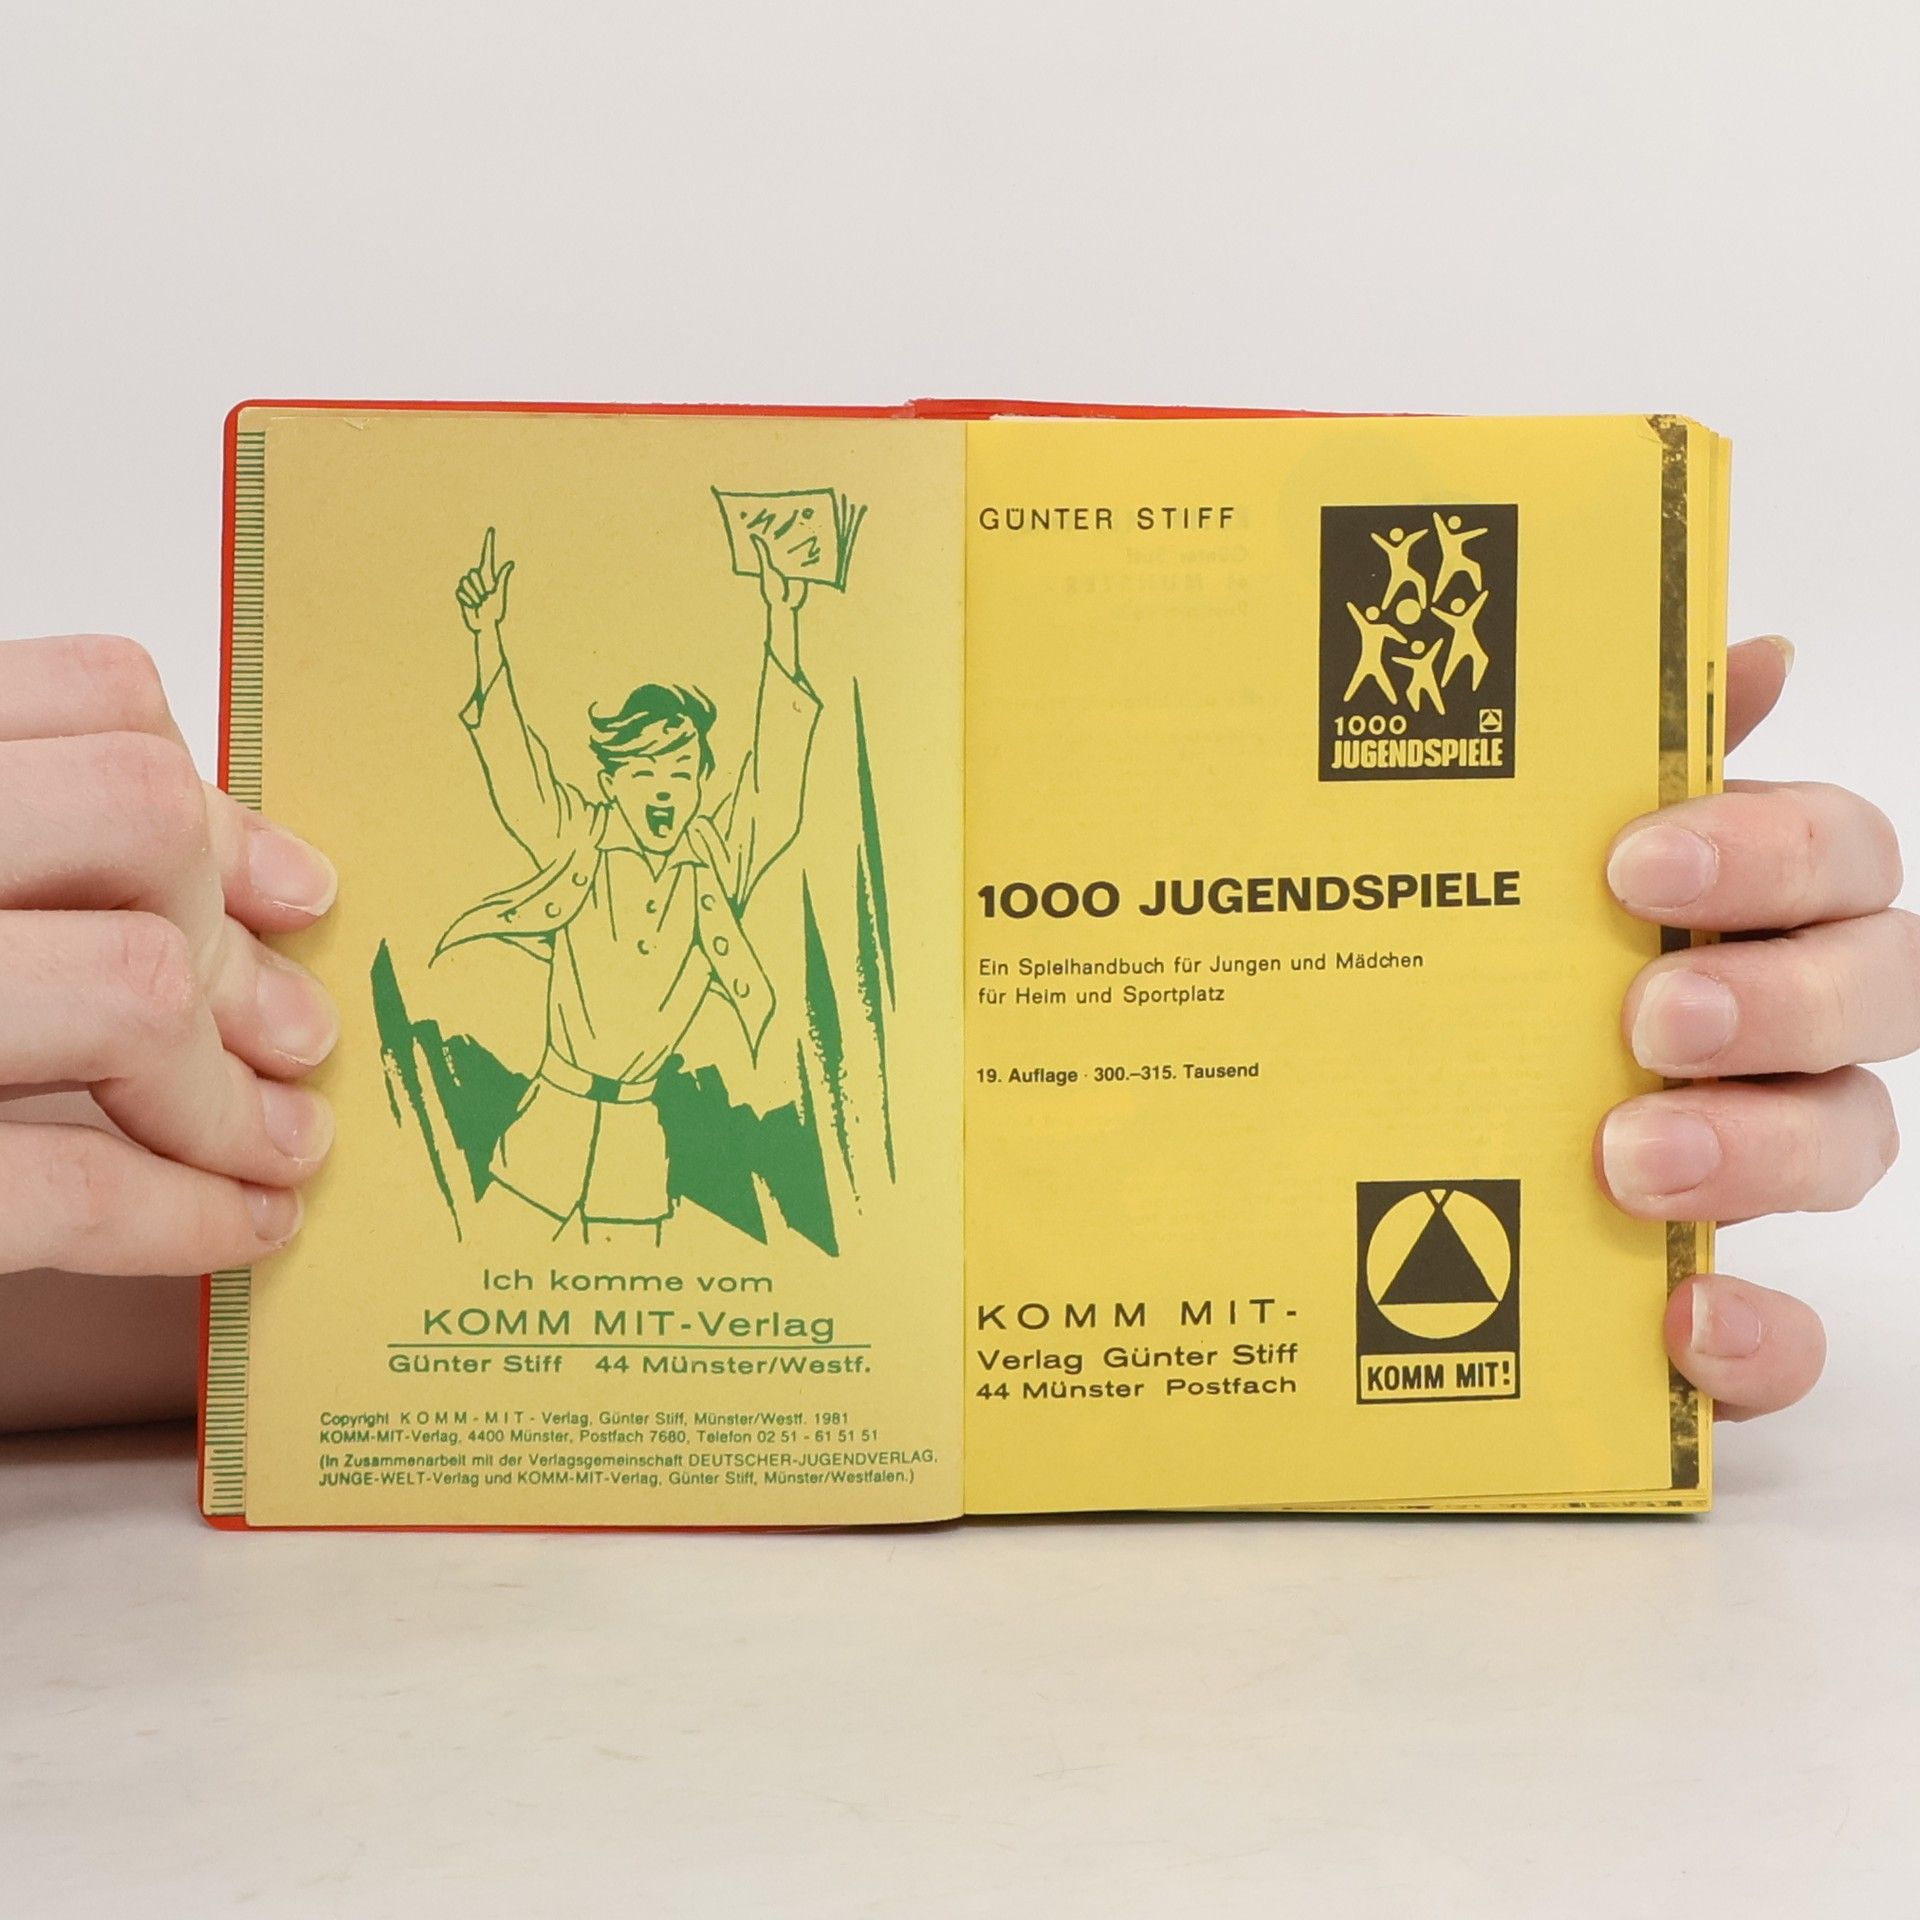 Ich komme vom
KOMM MIT-Verlag
Günter Stiff 44 Münster/Westf.
Copyright KOMM-MIT- Verlag, Günter Stiff, Münster/Westf. 1981
KOMM-MIT-Verlag, 4400 Münster, Postfach 7680, Telefon 02 51 - 61 51 51
(In Zusammenarbeit mit der Verlagsgemeinschaft DEUTSCHER-JUGENDVERLAG,
JUNGE-WELT-Verlag und KOMM-MIT-Verlag, Günter Stiff, Münster/Westfalen.)
GÜNTER STIFF
1000
JUGENDSPIELE
1000 JUGENDSPIELE
Ein Spielhandbuch für Jungen und Mädchen
für Heim und Sportplatz
19. Auflage · 300.–315. Tausend
KOMM MIT-
Verlag Günter Stiff
44 Münster Postfach
KOMM MIT!